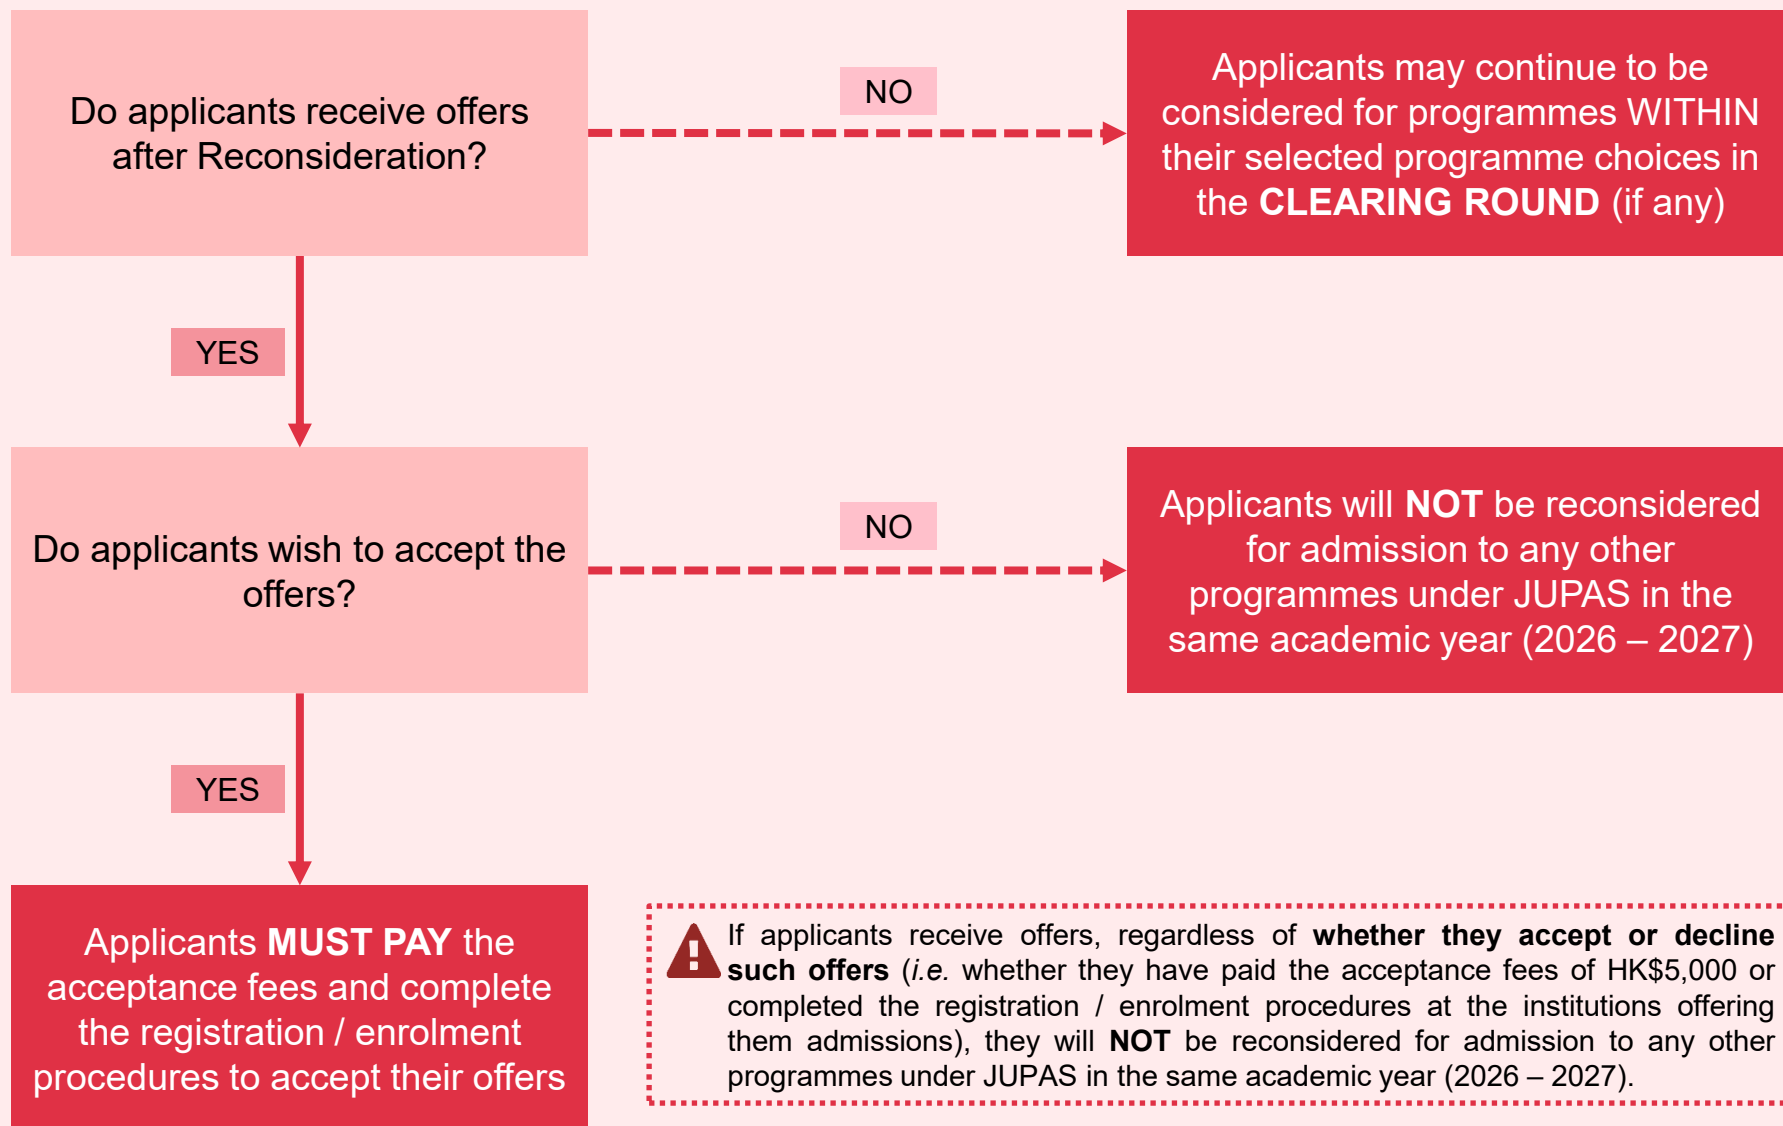 Do applicants receive offers
after Reconsideration?
NO
Applicants may continue to be
considered for programmes WITHIN
their selected programme choices in
the CLEARING ROUND (if any)
YES
Do applicants wish to accept the
offers?
NO
Applicants will NOT be reconsidered
for admission to any other
programmes under JUPAS in the
same academic year (2026 – 2027)
YES
Applicants MUST PAY the
acceptance fees and complete
the registration / enrolment
procedures to accept their offers
If applicants receive offers, regardless of whether they accept or decline
such offers (i.e. whether they have paid the acceptance fees of HK$5,000 or
completed the registration / enrolment procedures at the institutions offering
them admissions), they will NOT be reconsidered for admission to any other
programmes under JUPAS in the same academic year (2026 – 2027).